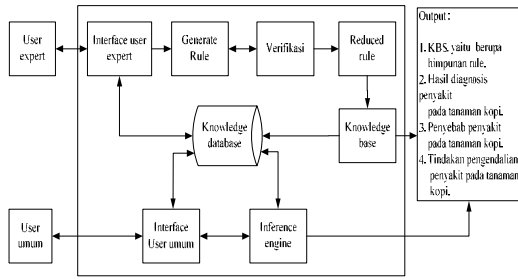 User
expert
Interface user
expert
Generate
Rule
Verifikasi
Reduced
rule
Output :
1. KBS. yaitu berupa
himpunan rule.
2. Hasil diagnosis
penyakit
pada tanaman kopi.
3. Penyebab penyakit
pada tanaman kopi.
4. Tindakan pengendalian
penyakit pada tanaman
kopi.
Knowledge
database
Knowledge
base
User
umum
Interface
User umum
Inference
engine